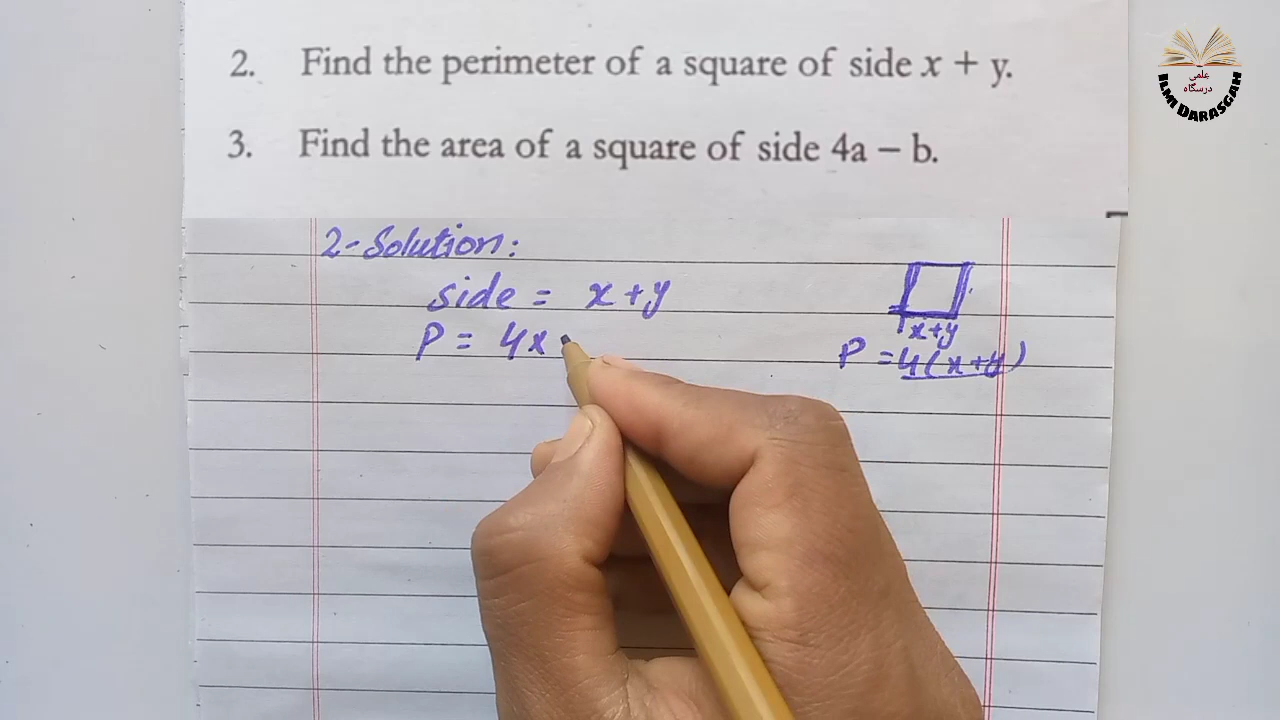 2. Find the perimeter of a square of side x + y.
3. Find the area of a square of side 4a – b.
علمی
درسگاہ
ILMI DARASGAH
2-Solution:
side = x+y
P = 4x
x+y
P = 4(x+y)